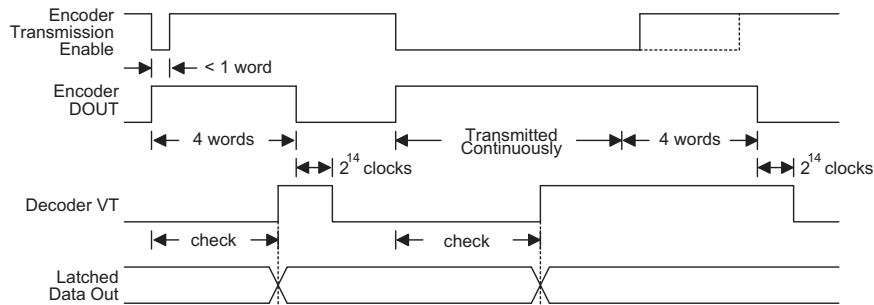 Encoder
Transmission
Enable
< 1 word
Encoder
DOUT
4 words
Transmitted
Continuously
4 words
2^14 clocks
2^14 clocks
Decoder VT
check
check
Latched
Data Out